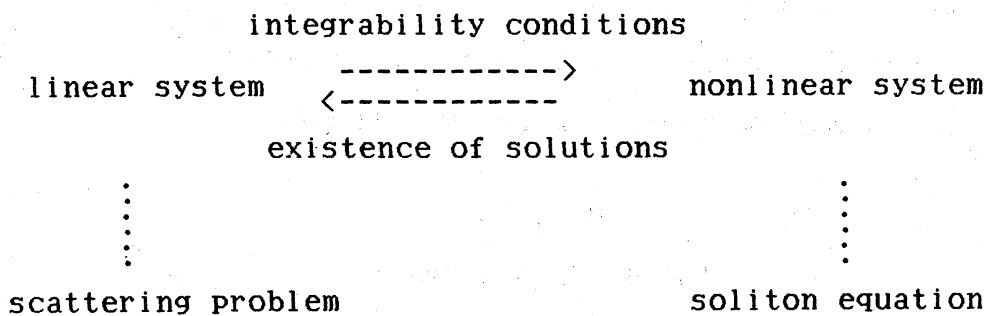 integrability conditions
linear system ------------> nonlinear system
<------------
existence of solutions
scattering problem soliton equation